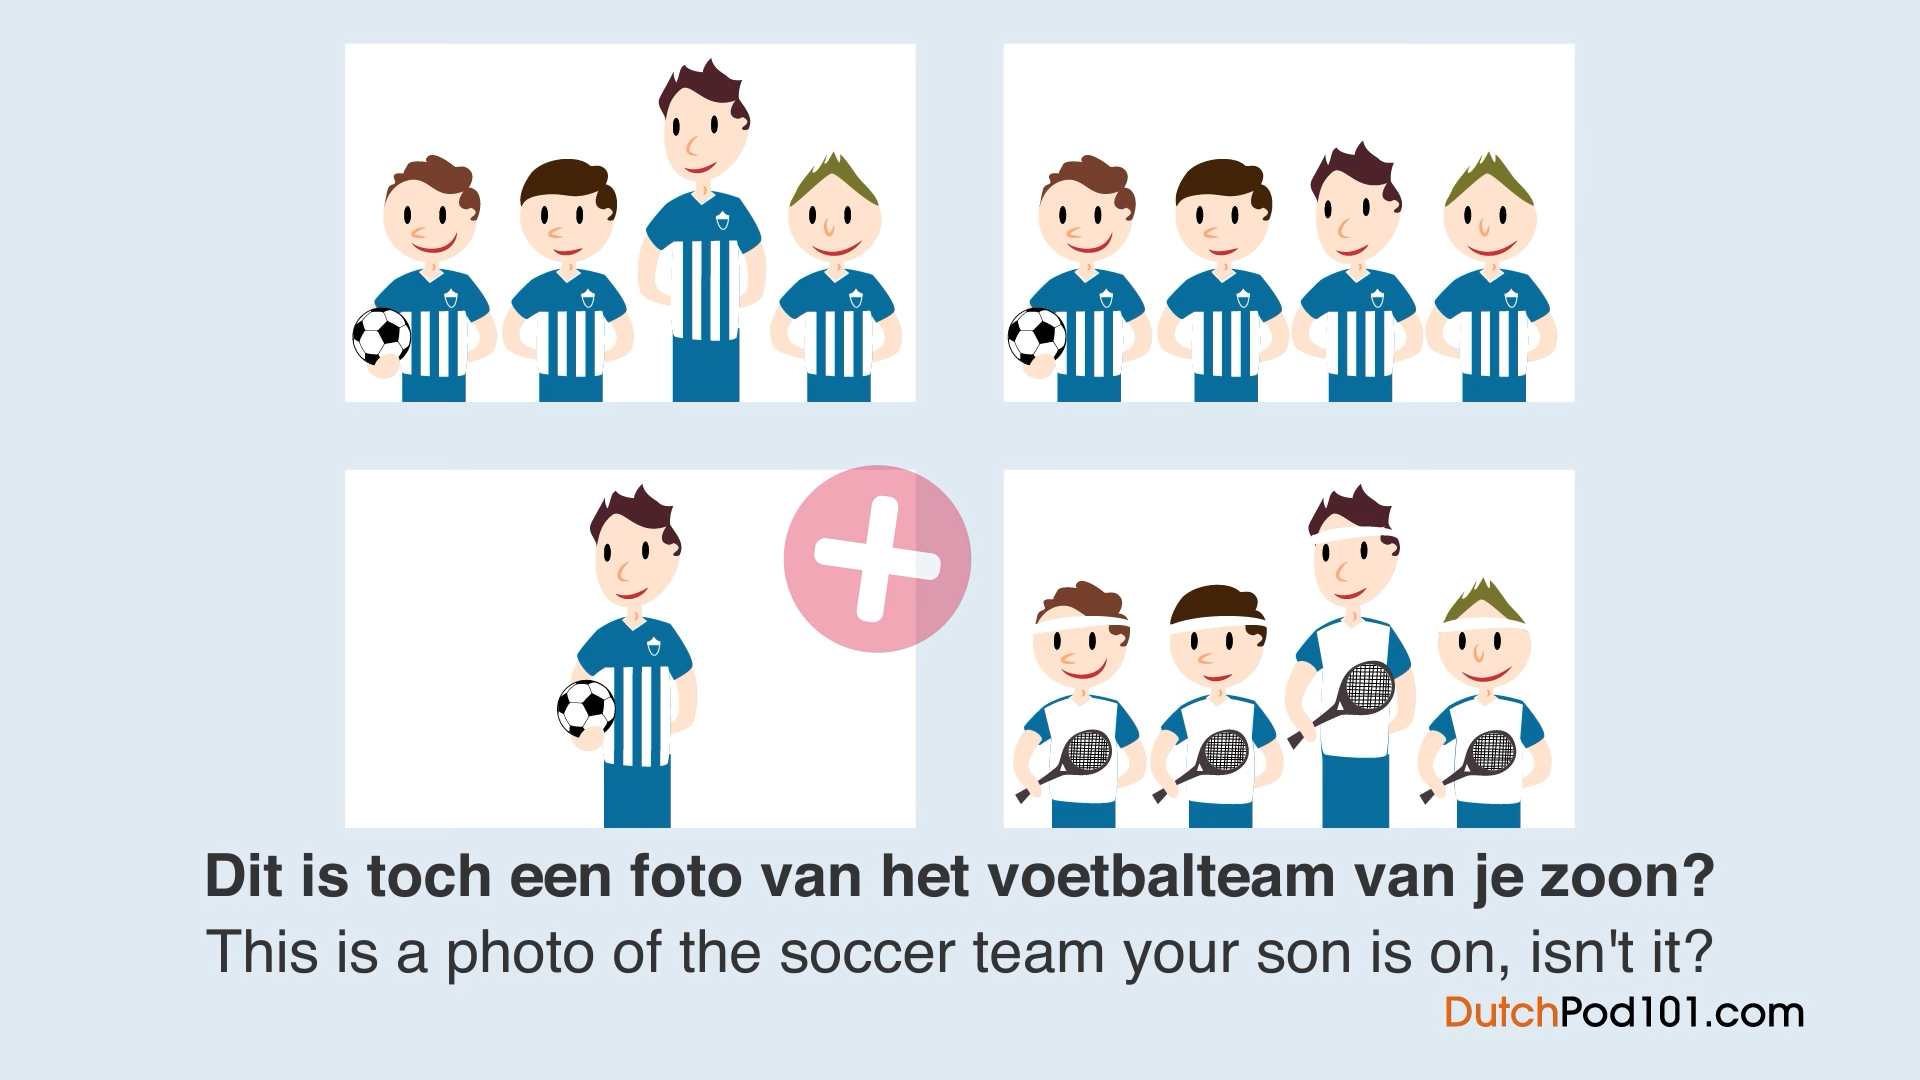 Dit is toch een foto van het voetbalteam van je zoon?
This is a photo of the soccer team your son is on, isn't it?
DutchPod101.com